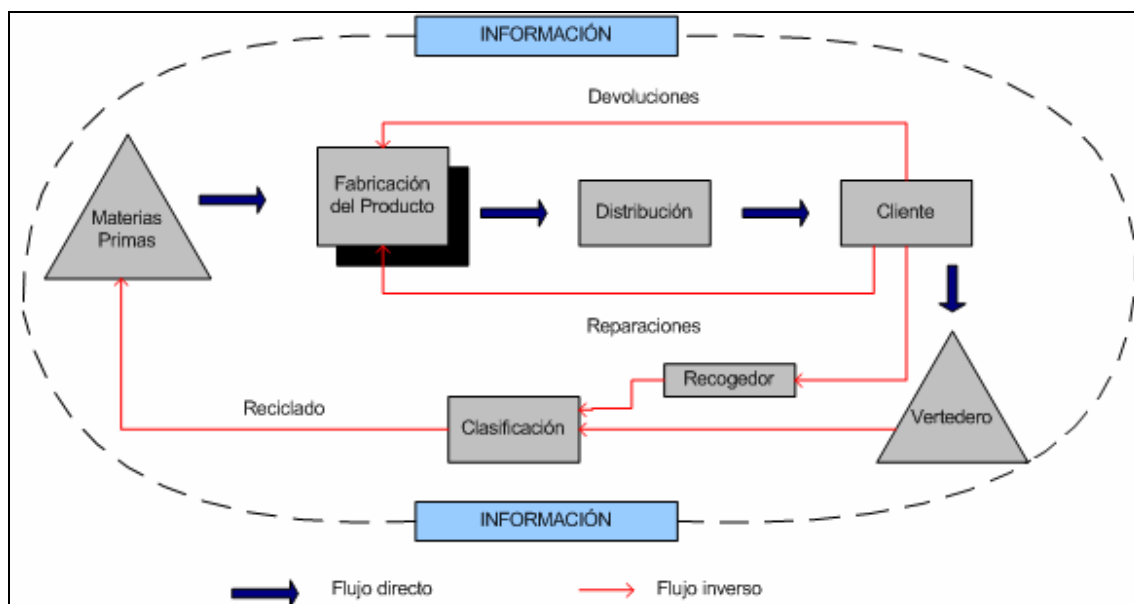 INFORMACIÓN
Devoluciones
Materias
Primas
Fabricación
del Producto
Distribución
Cliente
Reparaciones
Recogedor
Reciclado
Clasificación
Vertedero
INFORMACIÓN
Flujo directo
Flujo inverso